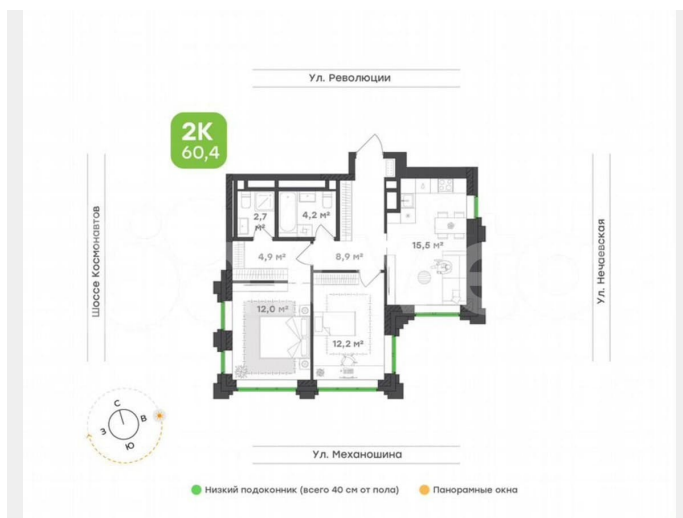 Ул. Революции
2К
60,4
Шоссе Космонавтов
Ул. Нечаевская
2,7
м²
4,2 м²
4,9 м²
8,9 м²
15,5 м²
12,0 м²
12,2 м²
С
В
З
Ю
Ул. Механошина
Низкий подоконник (всего 40 см от пола)
Панорамные окна